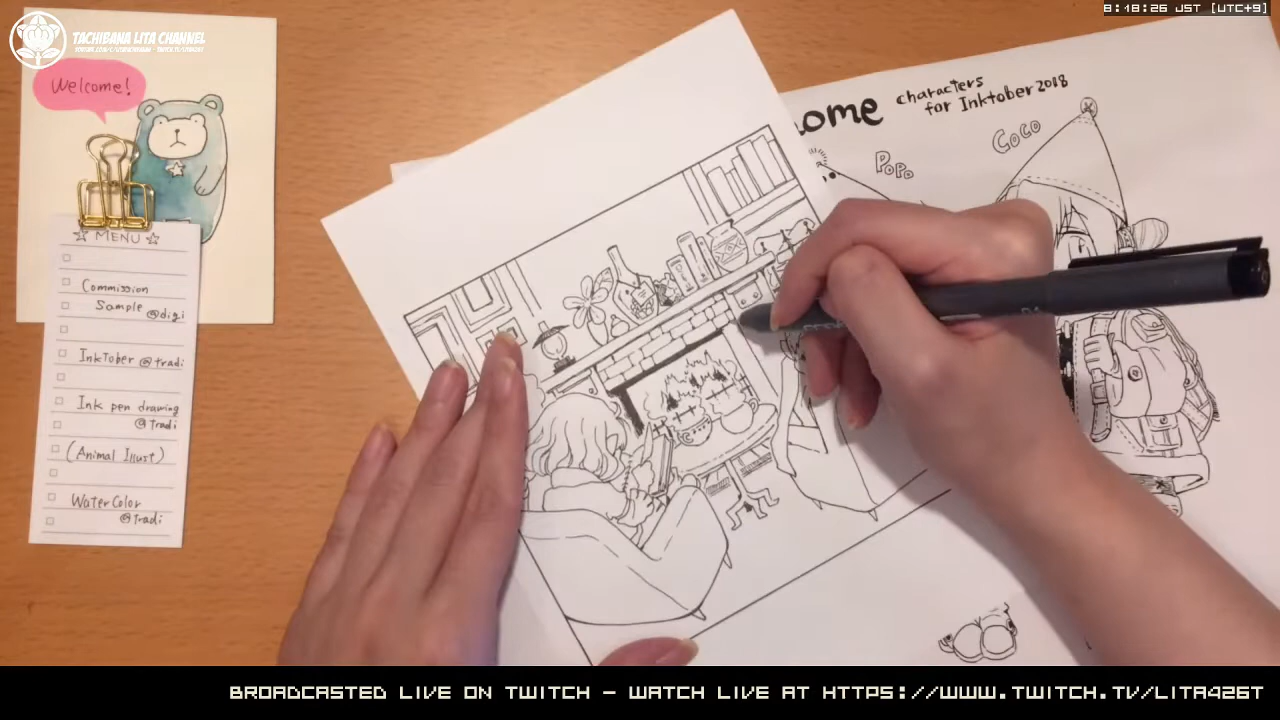 8:18:26 JST [UTC+9]
TACHIBANA LITA CHANNEL
Welcome!
☆ MENU ☆
Commission
Sample @digi
InkTober @tradi
Ink pen drawing
@Tradi
(Animal Illust)
WaterColor
@tradi
ome
characters
for Inktober 2018
PoPo
CoCo
BROADCASTED LIVE ON TWITCH - WATCH LIVE AT HTTPS://WWW.TWITCH.TV/LITA426T